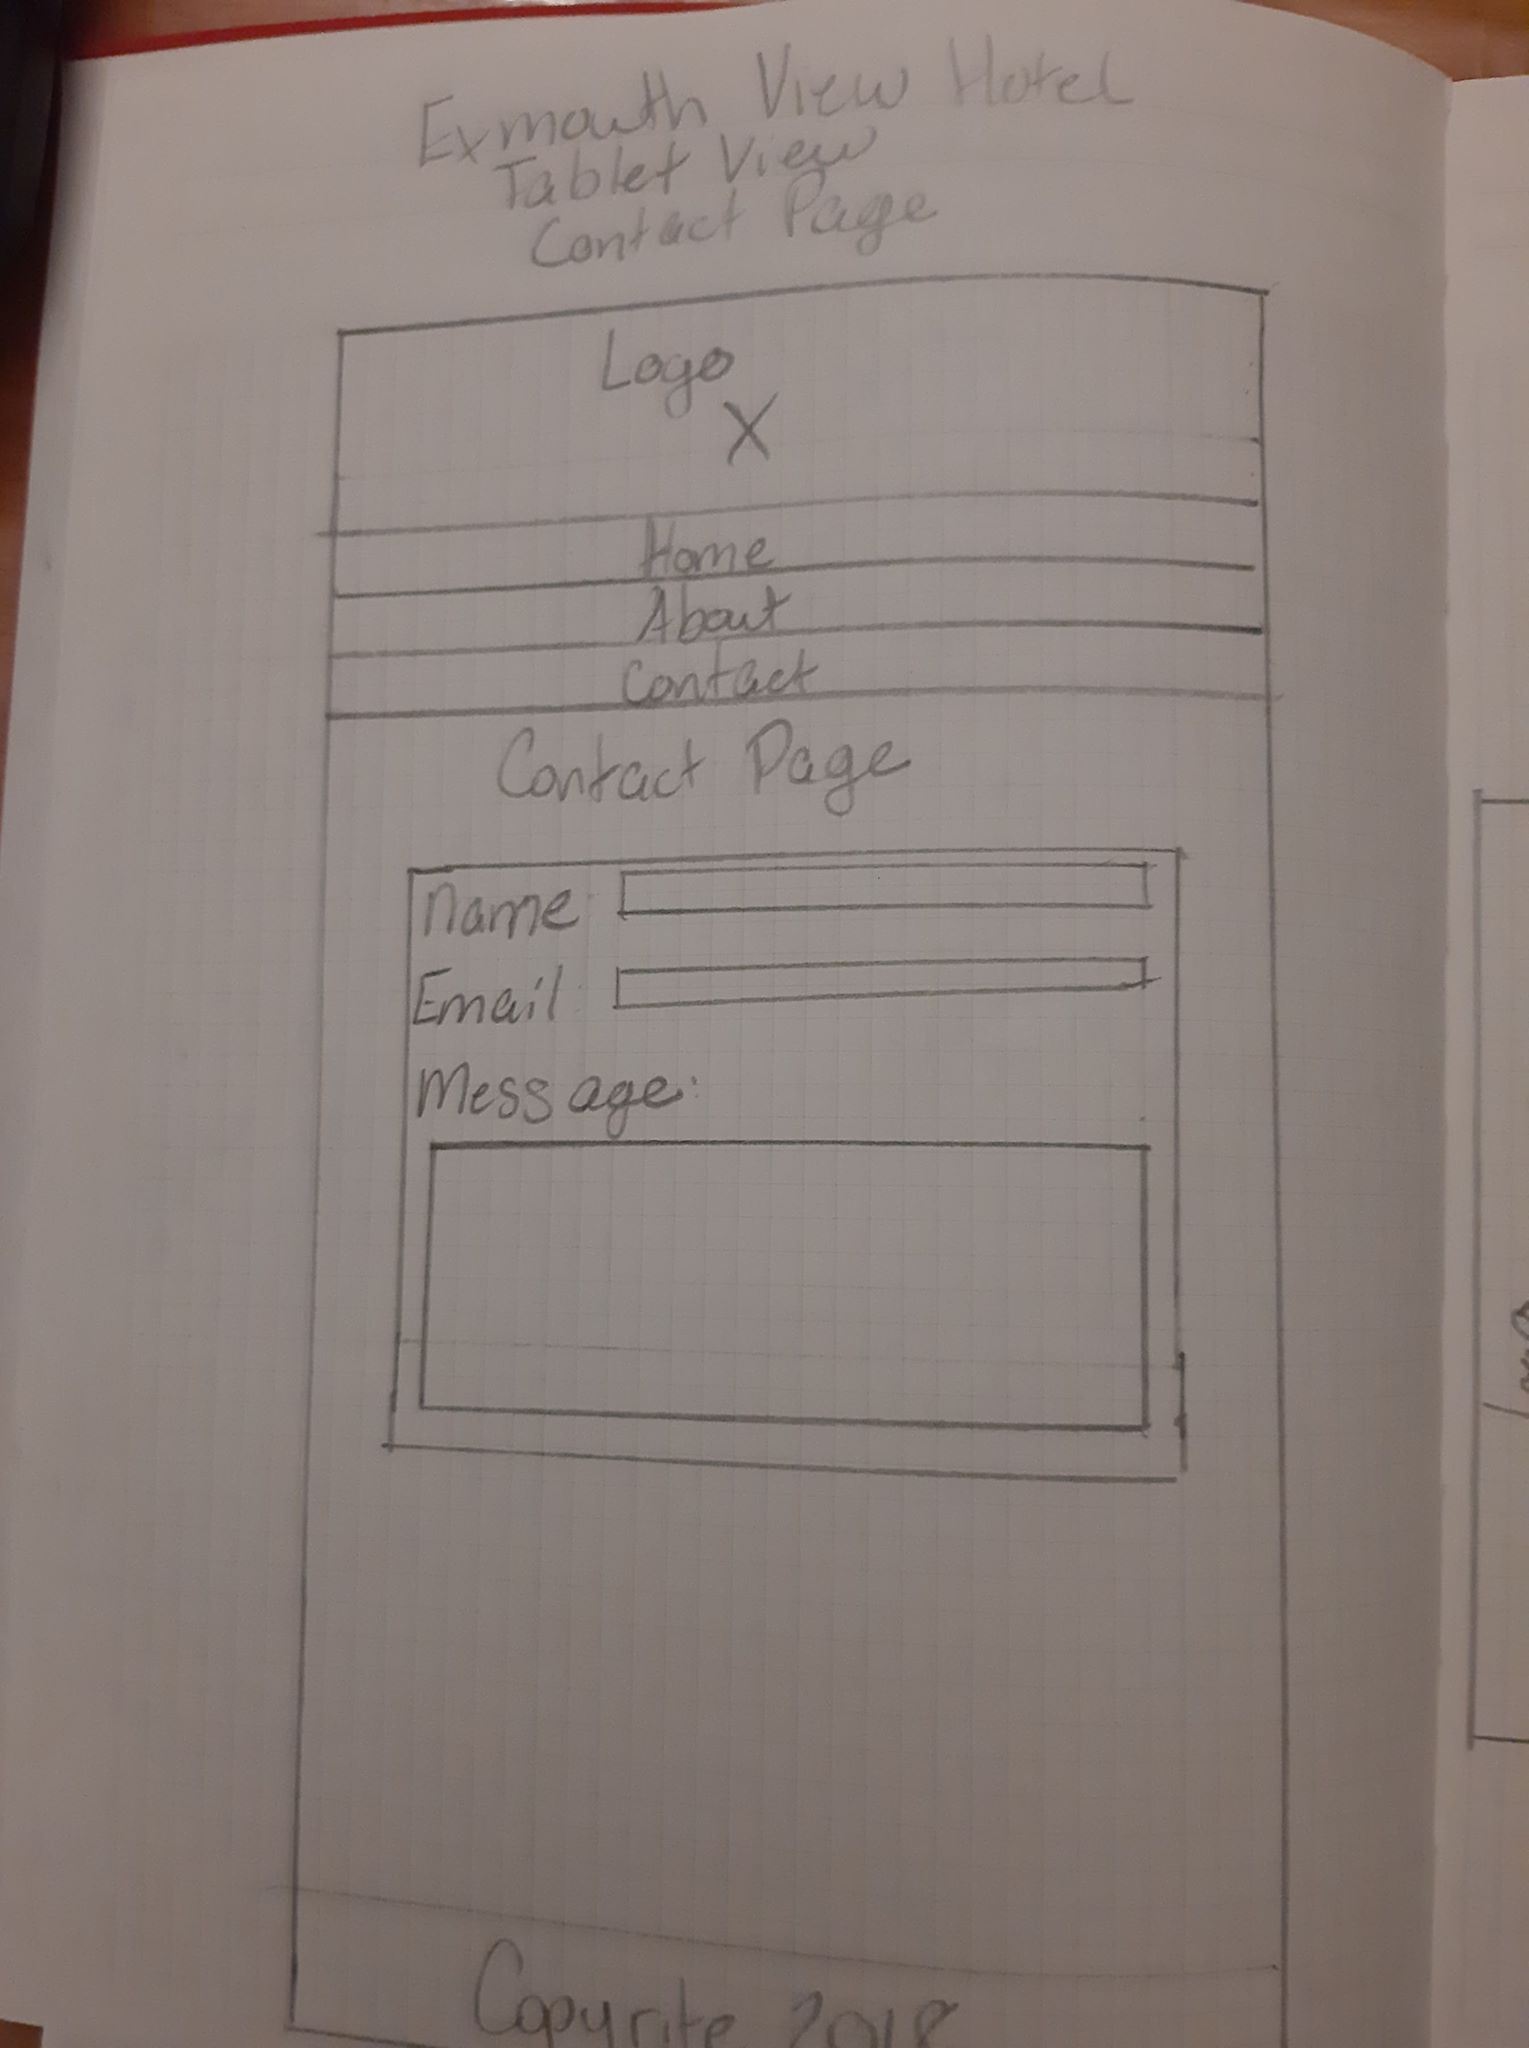 Exmouth View Hotel
Tablet View
Contact Page
Logo
X
Home
About
Contact
Contact Page
Name:
Email:
Message:
Copyrite 2018